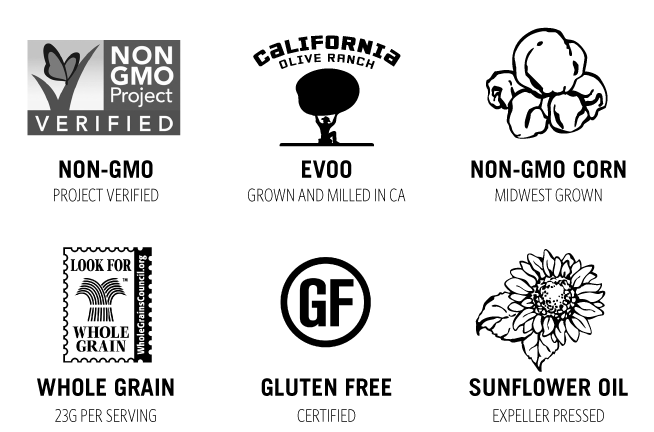 NON
GMO
Project
VERIFIED
NON-GMO
PROJECT VERIFIED
CALIFORNIA
OLIVE RANCH
EVOO
GROWN AND MILLED IN CA
NON-GMO CORN
MIDWEST GROWN
LOOK FOR
TM
WHOLE
GRAIN
WholeGrainsCouncil.org
WHOLE GRAIN
23G PER SERVING
GF
GLUTEN FREE
CERTIFIED
SUNFLOWER OIL
EXPELLER PRESSED